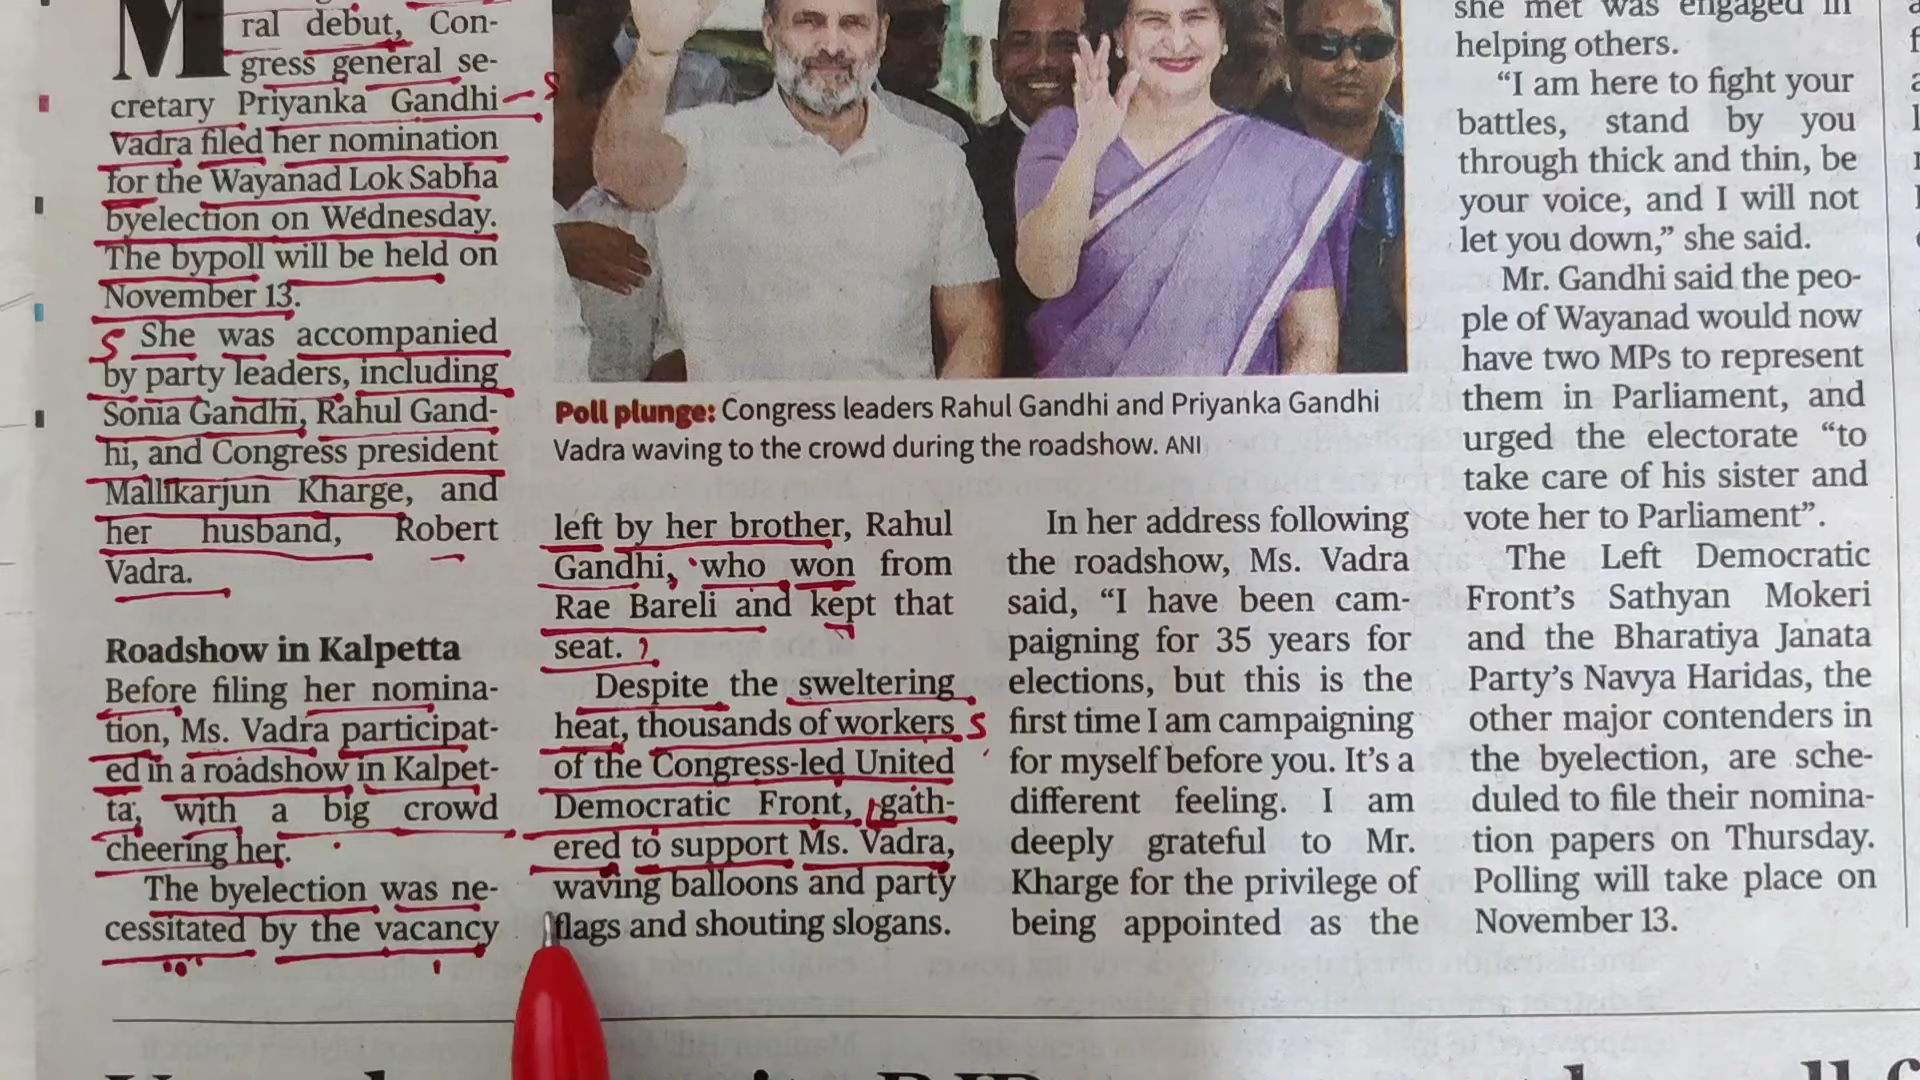 M
ral debut, Con-
gress general se-
cretary Priyanka Gandhi
Vadra filed her nomination
for the Wayanad Lok Sabha
byelection on Wednesday.
The bypoll will be held on
November 13.
She was accompanied
by party leaders, including
Sonia Gandhi, Rahul Gand-
hi, and Congress president
Mallikarjun Kharge, and
her husband, Robert
Vadra.
Roadshow in Kalpetta
Before filing her nomina-
tion, Ms. Vadra participat-
ed in a roadshow in Kalpet-
ta, with a big crowd
cheering her.
The byelection was ne-
cessitated by the vacancy
Poll plunge: Congress leaders Rahul Gandhi and Priyanka Gandhi
Vadra waving to the crowd during the roadshow. ANI
left by her brother, Rahul
Gandhi, who won from
Rae Bareli and kept that
seat.
Despite the sweltering
heat, thousands of workers
of the Congress-led United
Democratic Front, gath-
ered to support Ms. Vadra,
waving balloons and party
flags and shouting slogans.
In her address following
the roadshow, Ms. Vadra
said, “I have been cam-
paigning for 35 years for
elections, but this is the
first time I am campaigning
for myself before you. It’s a
different feeling. I am
deeply grateful to Mr.
Kharge for the privilege of
being appointed as the
she met was engaged in
helping others.
“I am here to fight your
battles, stand by you
through thick and thin, be
your voice, and I will not
let you down,” she said.
Mr. Gandhi said the peo-
ple of Wayanad would now
have two MPs to represent
them in Parliament, and
urged the electorate “to
take care of his sister and
vote her to Parliament”.
The Left Democratic
Front’s Sathyan Mokeri
and the Bharatiya Janata
Party’s Navya Haridas, the
other major contenders in
the byelection, are sche-
duled to file their nomina-
tion papers on Thursday.
Polling will take place on
November 13.